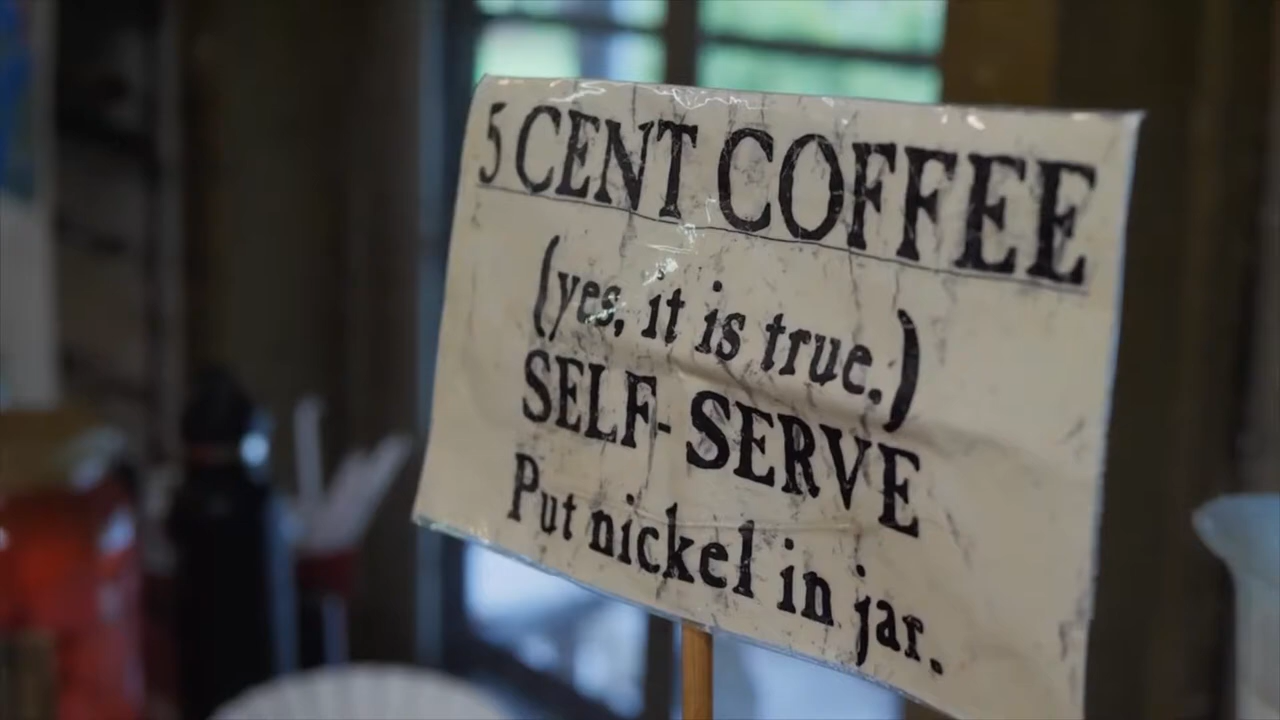 5 CENT COFFEE
(yes, it is true.)
SELF-SERVE
Put nickel in jar.